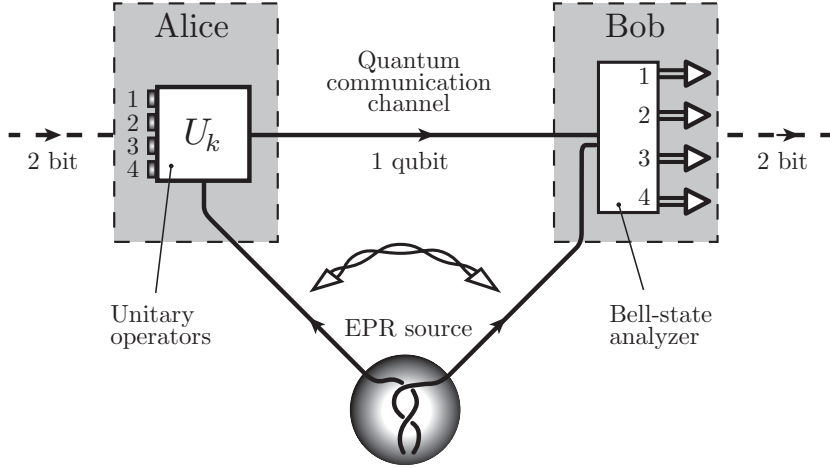 Alice
Bob
Quantum
communication
channel
1
2
3
4
U_k
1
2
3
4
2 bit
1 qubit
2 bit
EPR source
Unitary
operators
Bell-state
analyzer